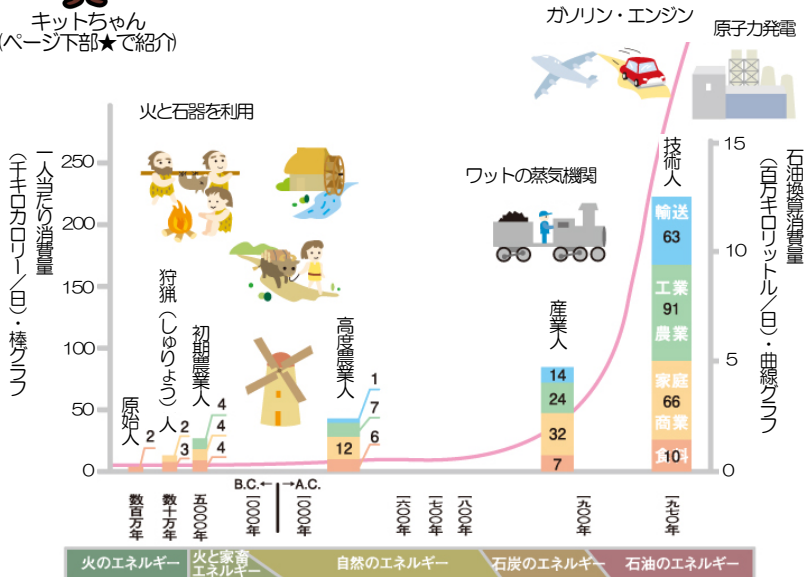 キットちゃん
(ページ下部★で紹介)
ガソリン・エンジン
原子力発電
火と石器を利用
ワットの蒸気機関
一人当たり消費量
(千キロカロリー/日)・棒グラフ
250
200
150
100
50
0
原始人
2
狩猟(しゅりょう)人
2
3
初期農業人
4
4
4
高度農業人
1
7
12
6
産業人
14
24
32
7
技術人
輸送
63
工業
91
農業
家庭
66
商業
食料
10
15
10
5
0
石油換算消費量
(百万キロリットル/日)・曲線グラフ
B.C.← →A.C.
数百万年
数十万年
五〇〇〇年
一〇〇〇年
一〇〇〇年
一六〇〇年
一七〇〇年
一八〇〇年
一九〇〇年
一九七〇年
火のエネルギー
火と家畜
エネルギー
自然のエネルギー
石炭のエネルギー
石油のエネルギー